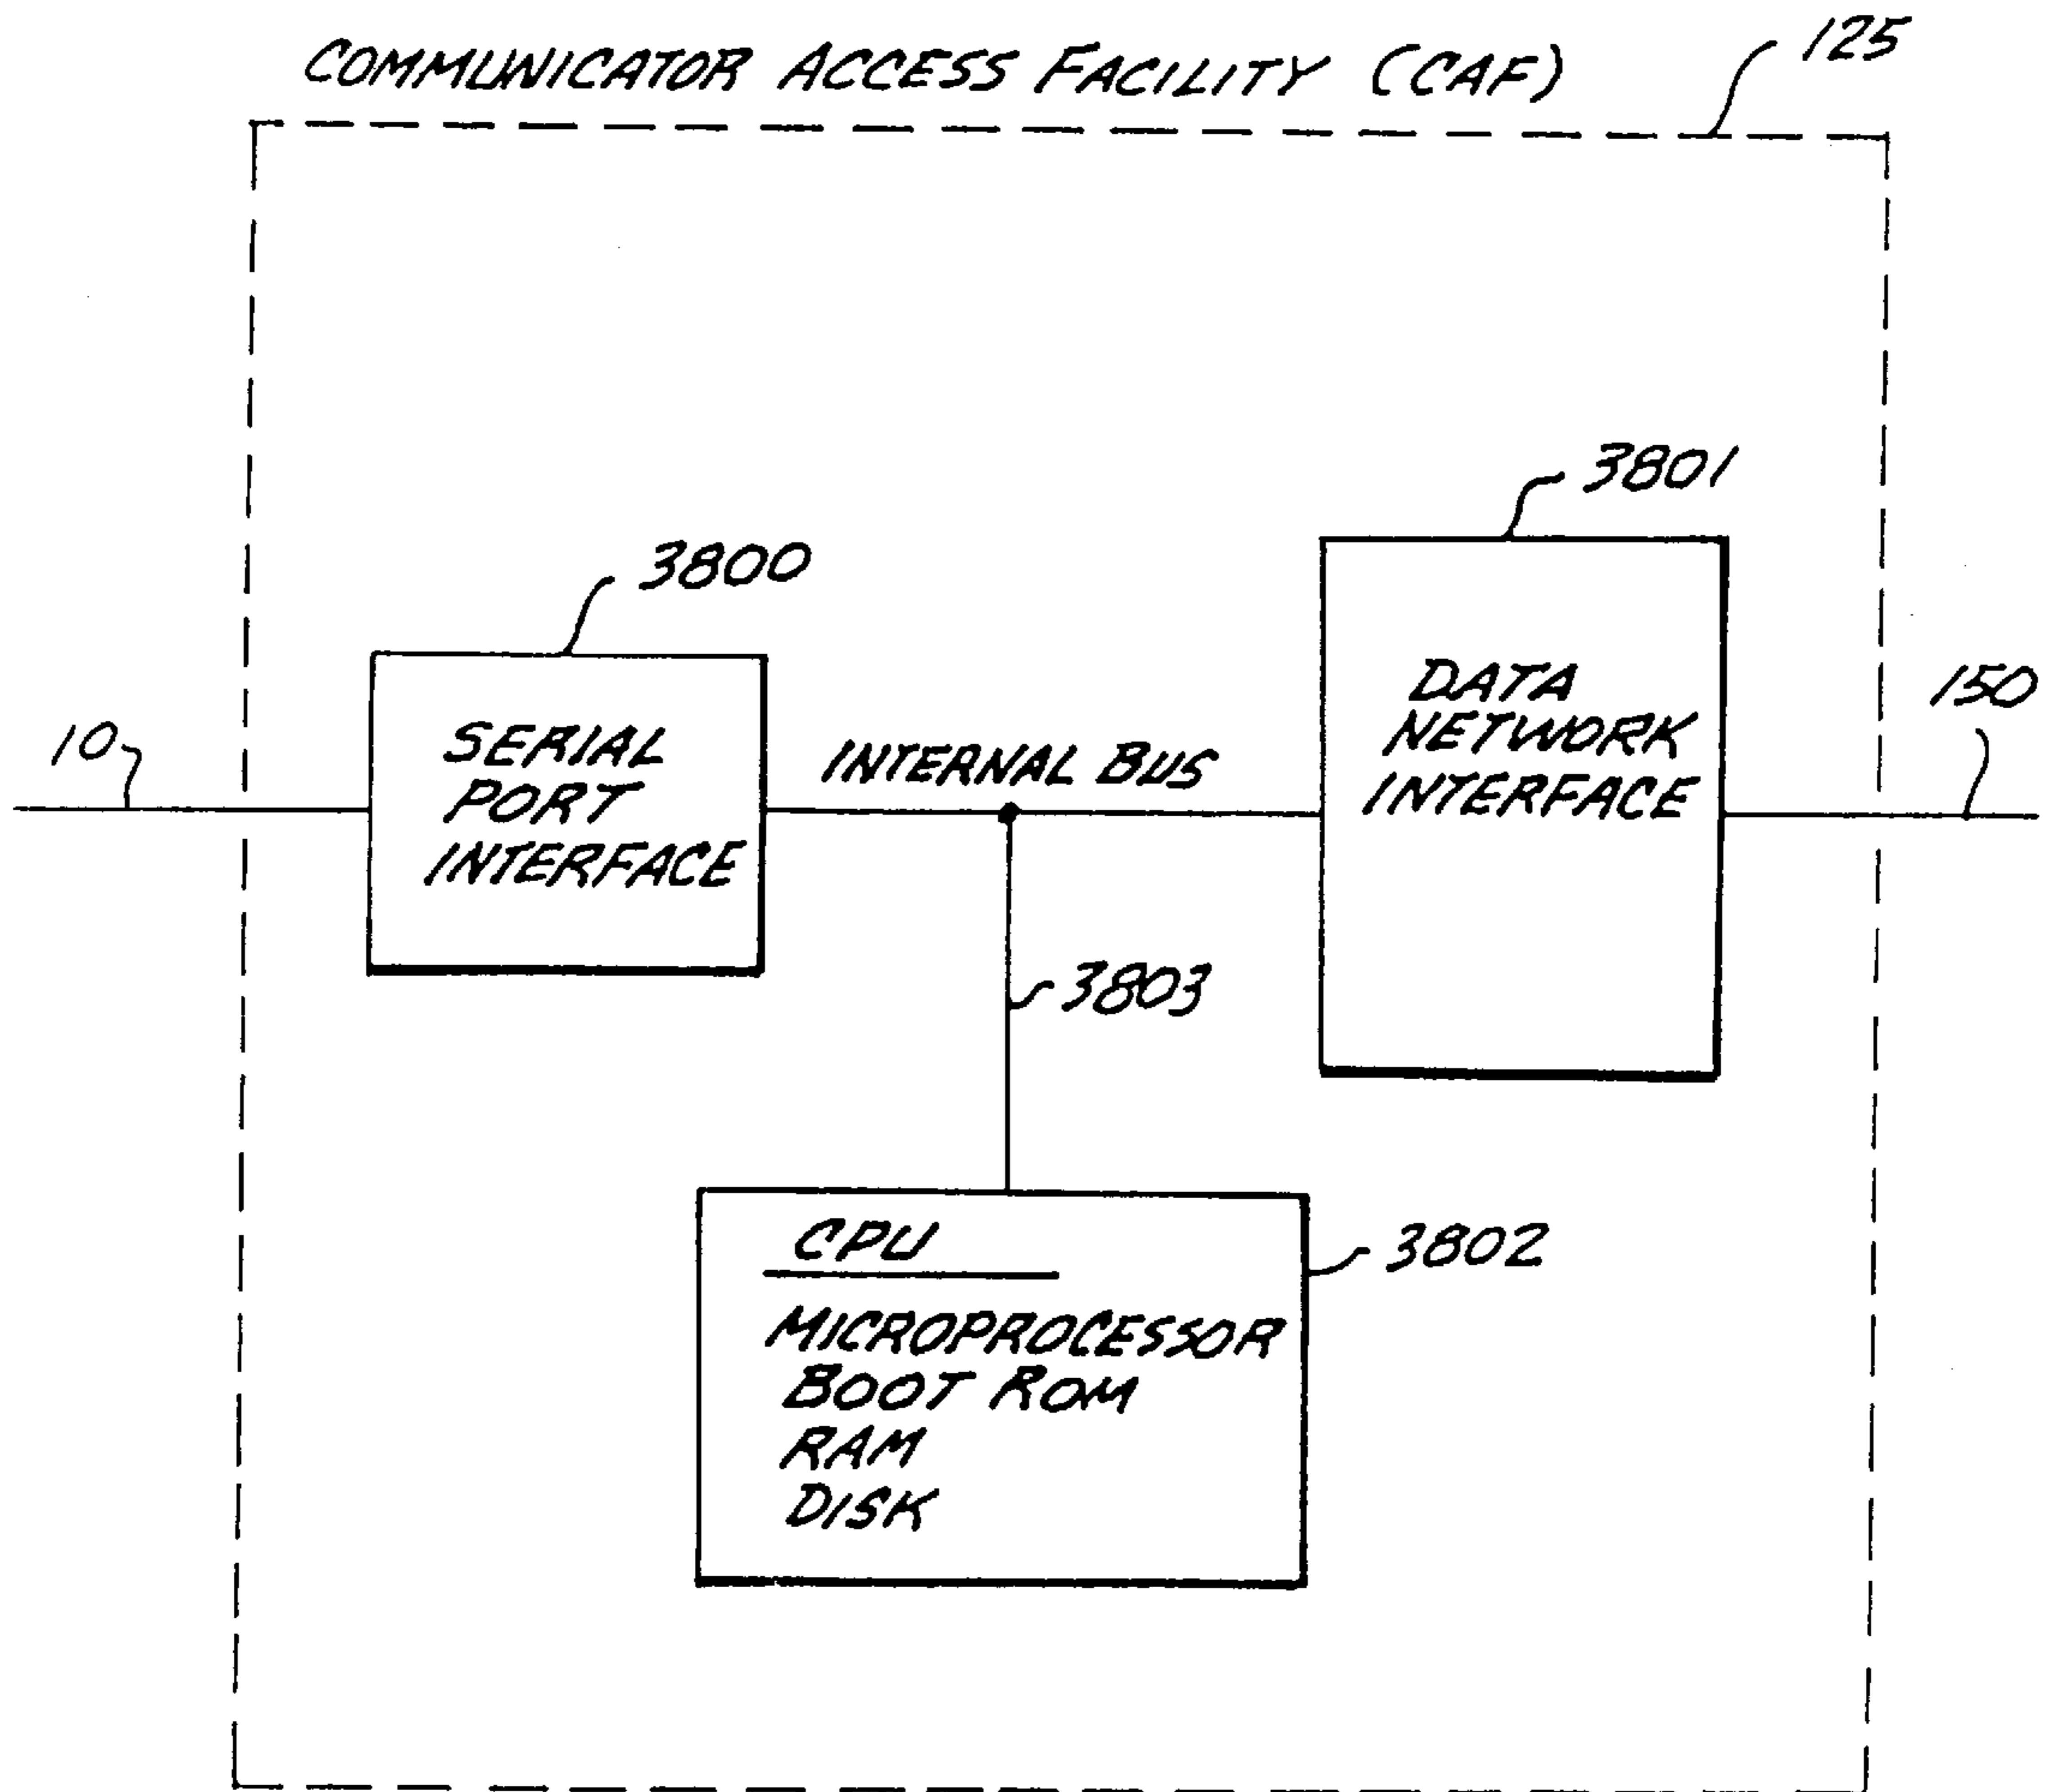 COMMUNICATOR ACCESS FACILITY (CAF)
125
3801
3800
DATA
NETWORK
INTERFACE
150
10
SERIAL
PORT
INTERFACE
INTERNAL BUS
3803
CPU
3802
MICROPROCESSOR
BOOT ROM
RAM
DISK